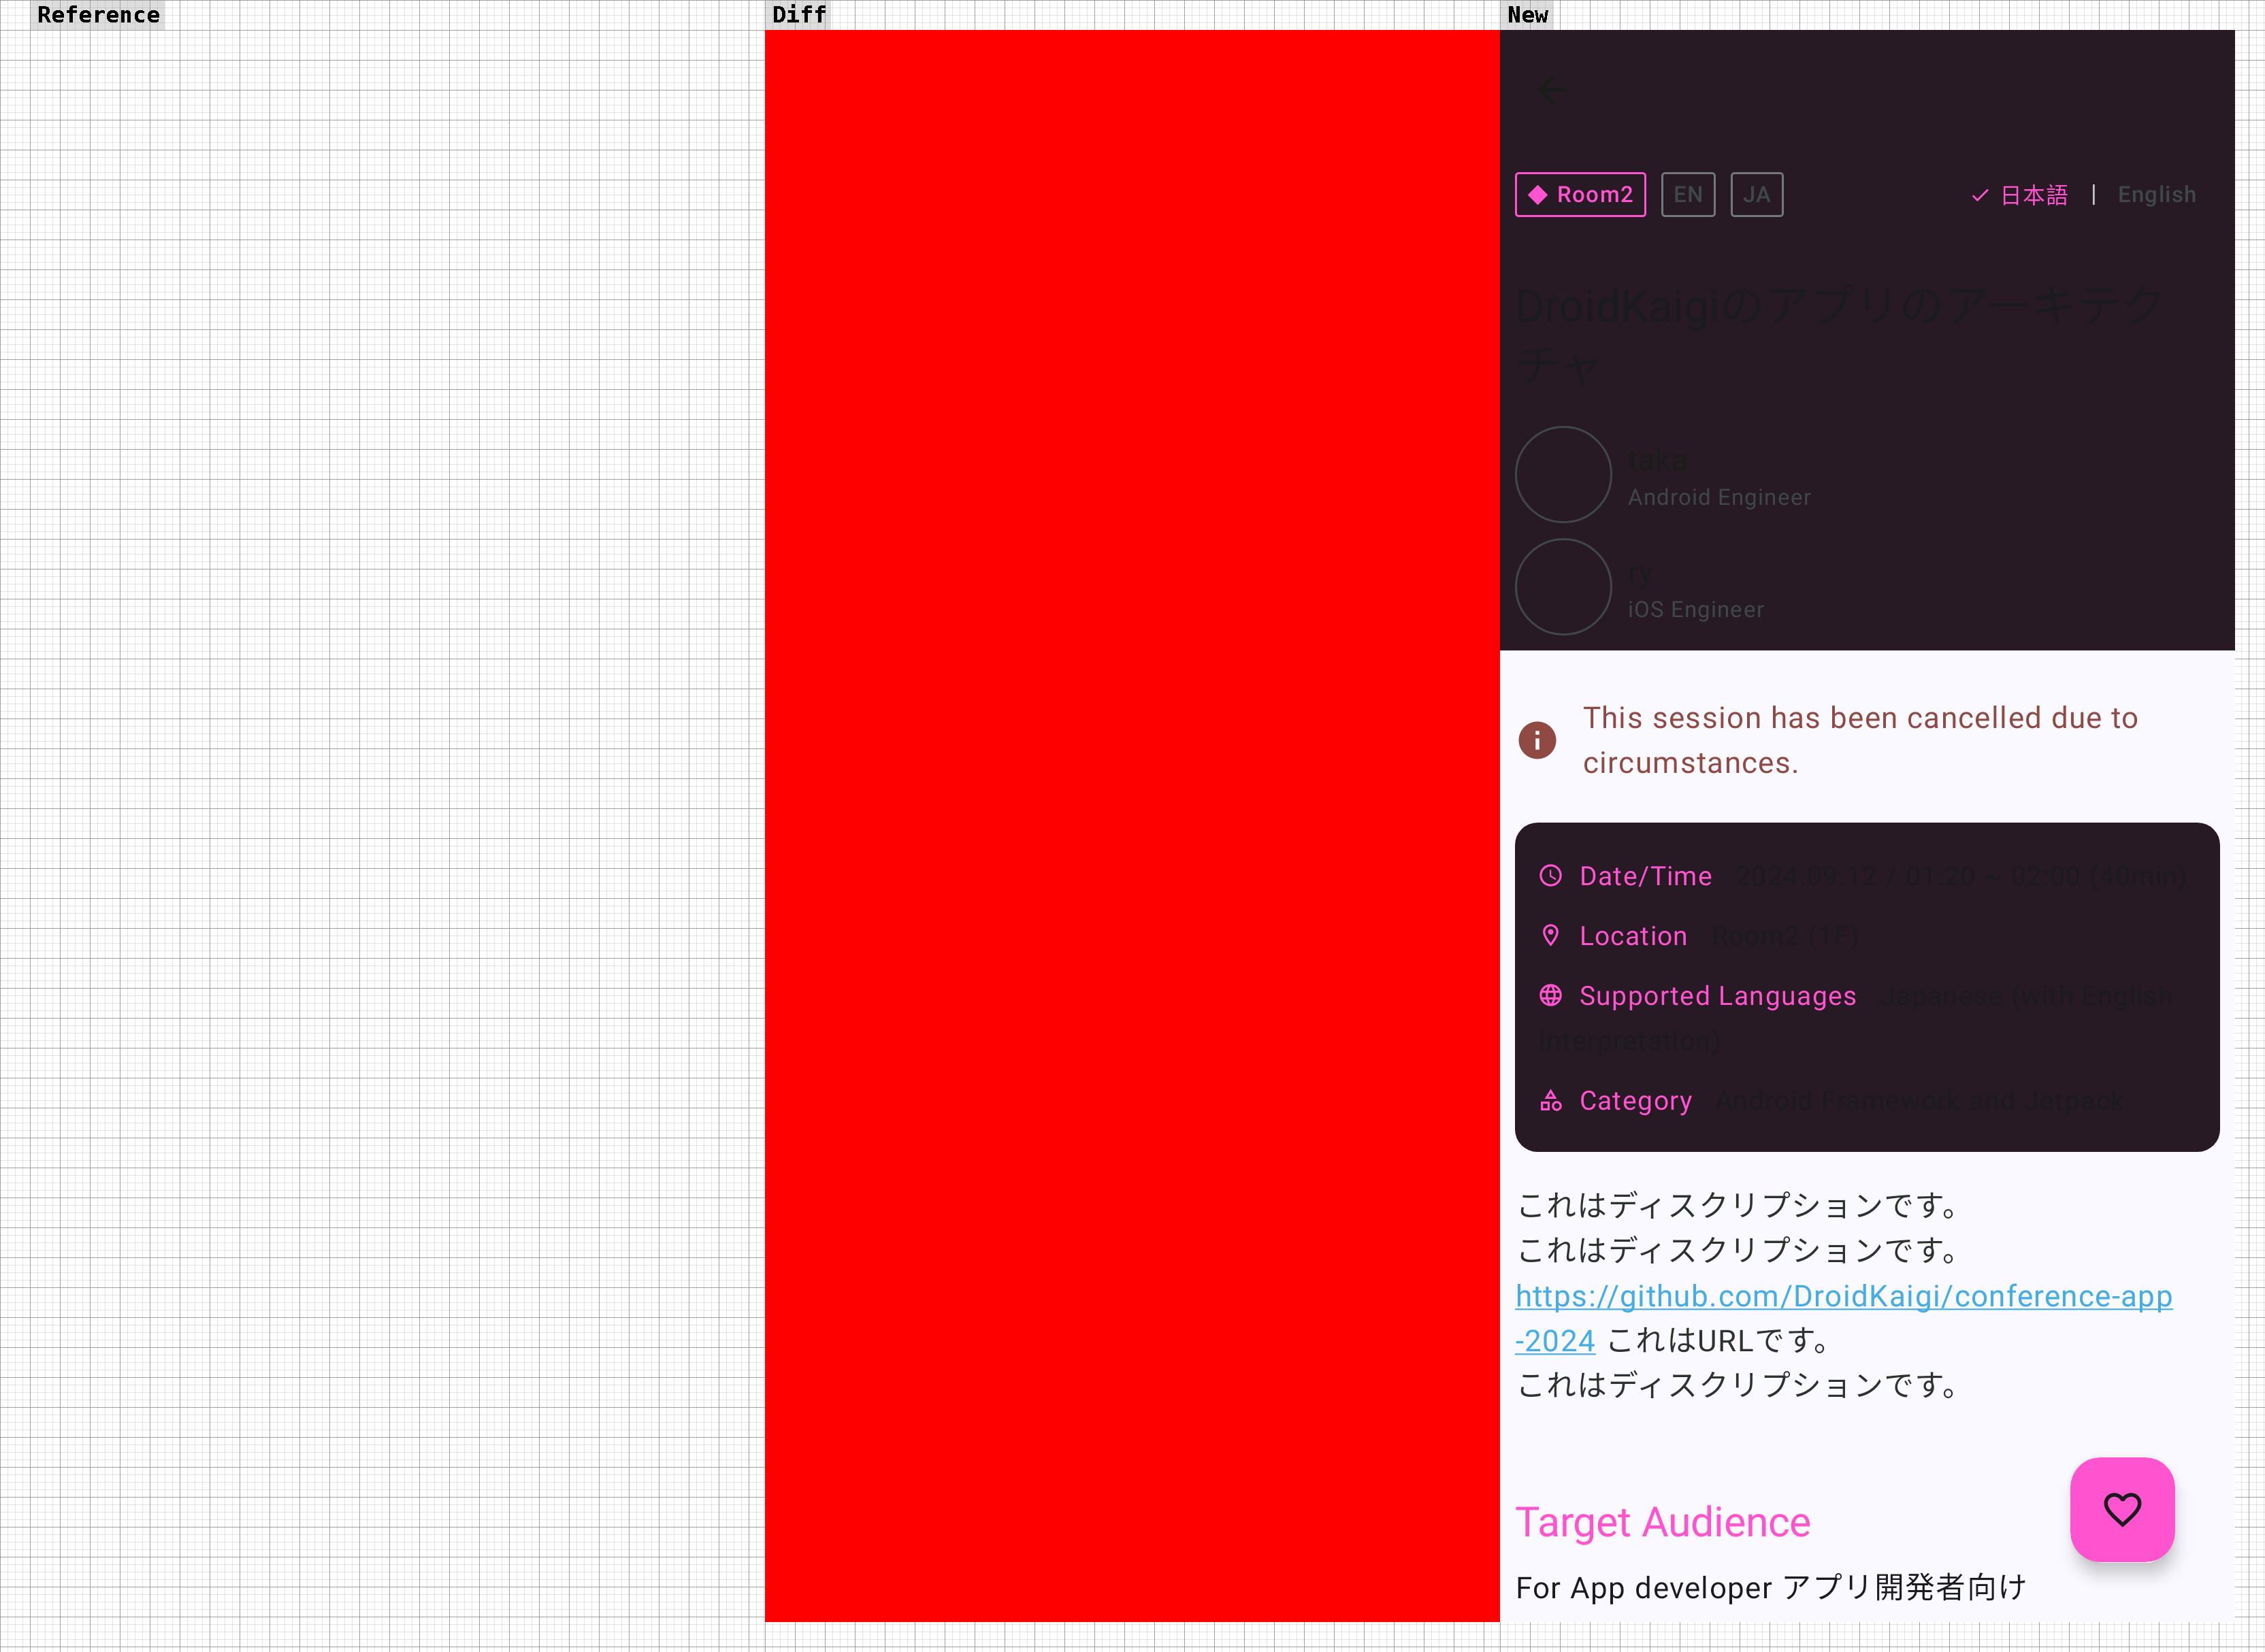 Reference
Diff
New
Room2 EN JA 日本語 | English
DroidKaigiのアプリのアーキテク
チャ
taka
Android Engineer
ry
iOS Engineer
This session has been cancelled due to
circumstances.
Date/Time 2024.09.12 / 01:20 ~ 02:00 (40min)
Location Room2 (1F)
Supported Languages Japanese (with English
Interpretation)
Category Android Framework and Jetpack
これはディスクリプションです。
これはディスクリプションです。
https://github.com/DroidKaigi/conference-app
-2024 これはURLです。
これはディスクリプションです。
Target Audience
For App developer アプリ開発者向け